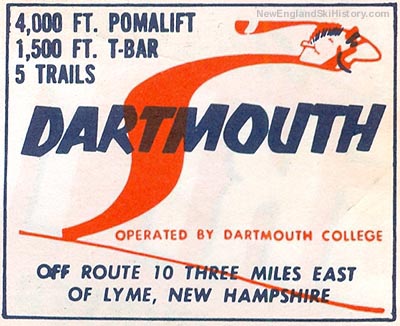 NewEnglandSkiHistory.com
4,000 FT. POMALIFT
1,500 FT. T-BAR
5 TRAILS
DARTMOUTH
OPERATED BY DARTMOUTH COLLEGE
OFF ROUTE 10 THREE MILES EAST
OF LYME, NEW HAMPSHIRE